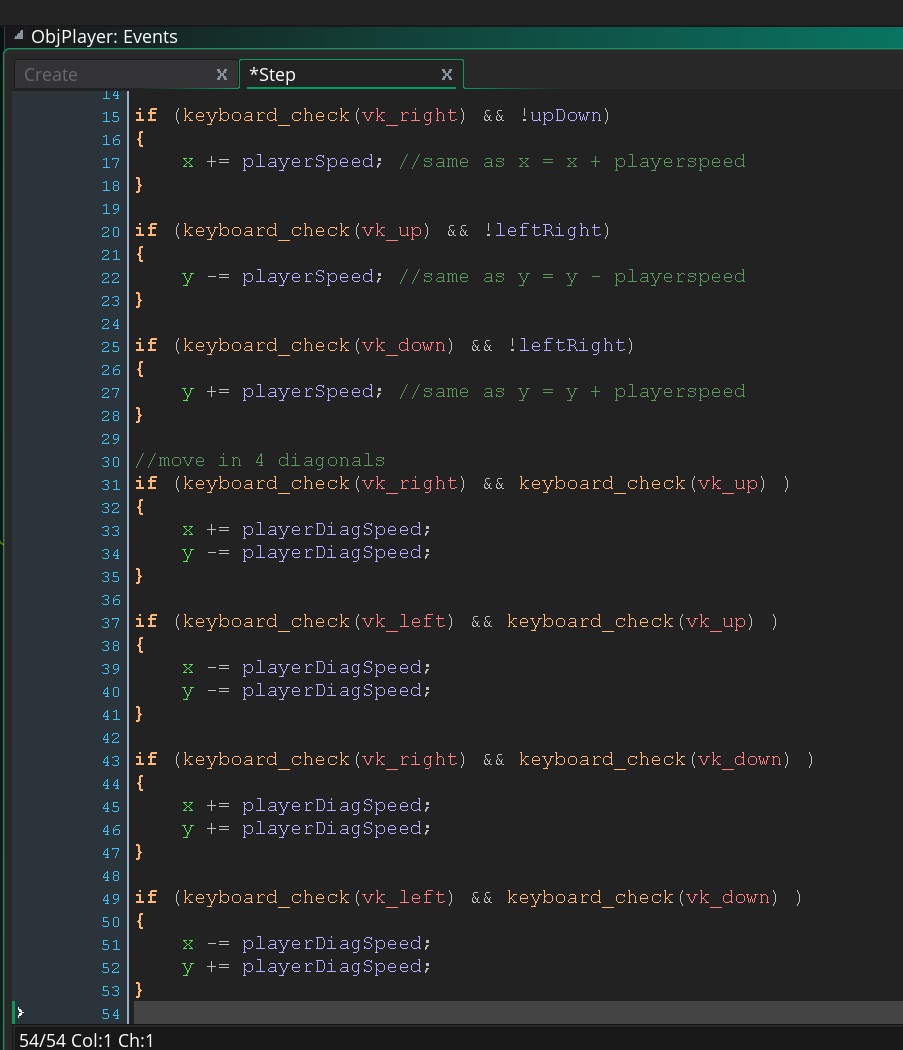 ObjPlayer: Events
Create X *Step X
14
15 if (keyboard_check(vk_right) && !upDown)
16 {
17 x += playerSpeed; //same as x = x + playerspeed
18 }
19
20 if (keyboard_check(vk_up) && !leftRight)
21 {
22 y -= playerSpeed; //same as y = y - playerspeed
23 }
24
25 if (keyboard_check(vk_down) && !leftRight)
26 {
27 y += playerSpeed; //same as y = y + playerspeed
28 }
29
30 //move in 4 diagonals
31 if (keyboard_check(vk_right) && keyboard_check(vk_up) )
32 {
33 x += playerDiagSpeed;
34 y -= playerDiagSpeed;
35 }
36
37 if (keyboard_check(vk_left) && keyboard_check(vk_up) )
38 {
39 x -= playerDiagSpeed;
40 y -= playerDiagSpeed;
41 }
42
43 if (keyboard_check(vk_right) && keyboard_check(vk_down) )
44 {
45 x += playerDiagSpeed;
46 y += playerDiagSpeed;
47 }
48
49 if (keyboard_check(vk_left) && keyboard_check(vk_down) )
50 {
51 x -= playerDiagSpeed;
52 y += playerDiagSpeed;
53 }
54
54/54 Col:1 Ch:1